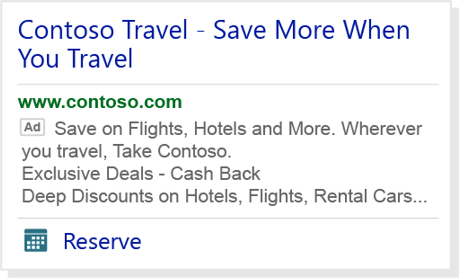 Contoso Travel - Save More When
You Travel
www.contoso.com
Ad Save on Flights, Hotels and More. Wherever
you travel, Take Contoso.
Exclusive Deals - Cash Back
Deep Discounts on Hotels, Flights, Rental Cars...
Reserve